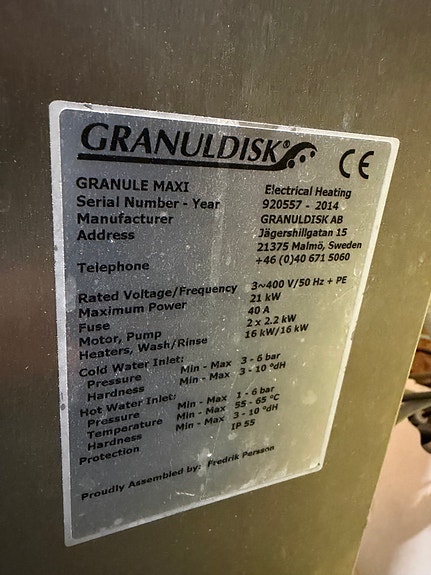 GRANULDISK® CE
GRANULE MAXI Electrical Heating
Serial Number - Year 920557 - 2014
Manufacturer GRANULDISK AB
Address Jägershillgatan 15
21375 Malmö, Sweden
Telephone +46 (0)40 671 5060
Rated Voltage/Frequency 3~400 V/50 Hz + PE
Maximum Power 21 kW
Fuse 40 A
Motor, Pump 2 x 2.2 kW
Heaters, Wash/Rinse 16 kW/16 kW
Cold Water Inlet:
Pressure Min - Max 3 - 6 bar
Hardness Min - Max 3 - 10 °dH
Hot Water Inlet:
Pressure Min - Max 1 - 6 bar
Temperature Min - Max 55 - 65 °C
Hardness Min - Max 3 - 10 °dH
Protection IP 55
Proudly Assembled by: Fredrik Persson